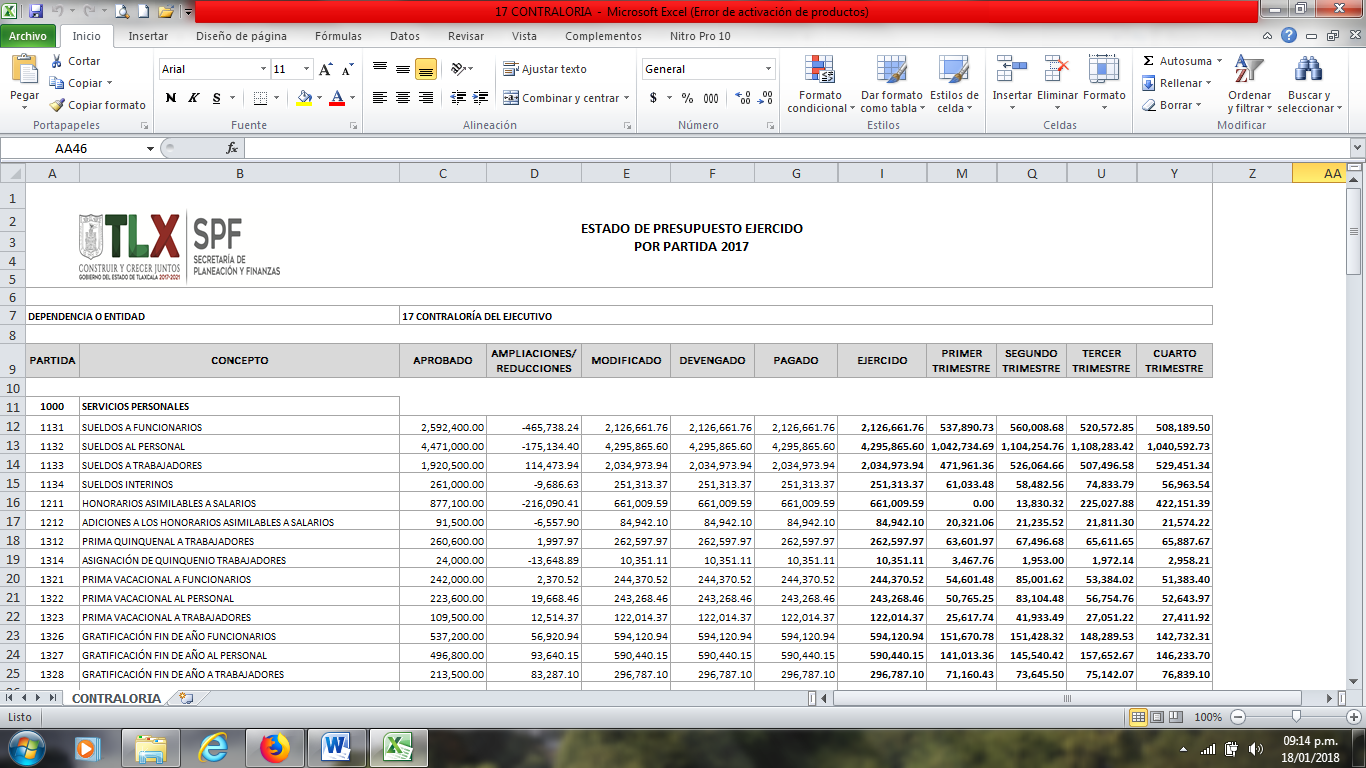 17 CONTRALORIA - Microsoft Excel (Error de activación de productos)
Archivo Inicio Insertar Diseño de página Fórmulas Datos Revisar Vista Complementos Nitro Pro 10
Pegar Cortar Copiar Copiar formato
Arial 11 N K S
Ajustar texto Combinar y centrar
General $ % 000
Formato condicional Dar formato como tabla Estilos de celda
Insertar Eliminar Formato
Autosuma Rellenar Borrar Ordenar y filtrar Buscar y seleccionar
Portapapeles Fuente Alineación Número Estilos Celdas Modificar
AA46 fx
A B C D E F G I M Q U Y Z AA
1
2 TLX SPF ESTADO DE PRESUPUESTO EJERCIDO
3 SECRETARÍA DE PLANEACIÓN Y FINANZAS POR PARTIDA 2017
4 CONSTRUIR Y CRECER JUNTOS
5 GOBIERNO DEL ESTADO DE TLAXCALA 2017-2021
6
7 DEPENDENCIA O ENTIDAD 17 CONTRALORÍA DEL EJECUTIVO
8
9 PARTIDA CONCEPTO APROBADO AMPLIACIONES/ REDUCCIONES MODIFICADO DEVENGADO PAGADO EJERCIDO PRIMER TRIMESTRE SEGUNDO TRIMESTRE TERCER TRIMESTRE CUARTO TRIMESTRE
10
11 1000 SERVICIOS PERSONALES
12 1131 SUELDOS A FUNCIONARIOS 2,592,400.00 -465,738.24 2,126,661.76 2,126,661.76 2,126,661.76 2,126,661.76 537,890.73 560,008.68 520,572.85 508,189.50
13 1132 SUELDOS AL PERSONAL 4,471,000.00 -175,134.40 4,295,865.60 4,295,865.60 4,295,865.60 4,295,865.60 1,042,734.69 1,104,254.76 1,108,283.42 1,040,592.73
14 1133 SUELDOS A TRABAJADORES 1,920,500.00 114,473.94 2,034,973.94 2,034,973.94 2,034,973.94 2,034,973.94 471,961.36 526,064.66 507,496.58 529,451.34
15 1134 SUELDOS INTERINOS 261,000.00 -9,686.63 251,313.37 251,313.37 251,313.37 251,313.37 61,033.48 58,482.56 74,833.79 56,963.54
16 1211 HONORARIOS ASIMILABLES A SALARIOS 877,100.00 -216,090.41 661,009.59 661,009.59 661,009.59 661,009.59 0.00 13,830.32 225,027.88 422,151.39
17 1212 ADICIONES A LOS HONORARIOS ASIMILABLES A SALARIOS 91,500.00 -6,557.90 84,942.10 84,942.10 84,942.10 84,942.10 20,321.06 21,235.52 21,811.30 21,574.22
18 1312 PRIMA QUINQUENAL A TRABAJADORES 260,600.00 1,997.97 262,597.97 262,597.97 262,597.97 262,597.97 63,601.97 67,496.68 65,611.65 65,887.67
19 1314 ASIGNACIÓN DE QUINQUENIO TRABAJADORES 24,000.00 -13,648.89 10,351.11 10,351.11 10,351.11 10,351.11 3,467.76 1,953.00 1,972.14 2,958.21
20 1321 PRIMA VACACIONAL A FUNCIONARIOS 242,000.00 2,370.52 244,370.52 244,370.52 244,370.52 244,370.52 54,601.48 85,001.62 53,384.02 51,383.40
21 1322 PRIMA VACACIONAL AL PERSONAL 223,600.00 19,668.46 243,268.46 243,268.46 243,268.46 243,268.46 50,765.25 83,104.48 56,754.76 52,643.97
22 1323 PRIMA VACACIONAL A TRABAJADORES 109,500.00 12,514.37 122,014.37 122,014.37 122,014.37 122,014.37 25,617.74 41,933.49 27,051.22 27,411.92
23 1326 GRATIFICACIÓN FIN DE AÑO FUNCIONARIOS 537,200.00 56,920.94 594,120.94 594,120.94 594,120.94 594,120.94 151,670.78 151,428.32 148,289.53 142,732.31
24 1327 GRATIFICACIÓN FIN DE AÑO AL PERSONAL 496,800.00 93,640.15 590,440.15 590,440.15 590,440.15 590,440.15 141,013.36 145,540.42 157,652.67 146,233.70
25 1328 GRATIFICACIÓN FIN DE AÑO A TRABAJADORES 213,500.00 83,287.10 296,787.10 296,787.10 296,787.10 296,787.10 71,160.43 73,645.50 75,142.07 76,839.10
CONTRALORIA
Listo 100%
09:14 p.m.
18/01/2018